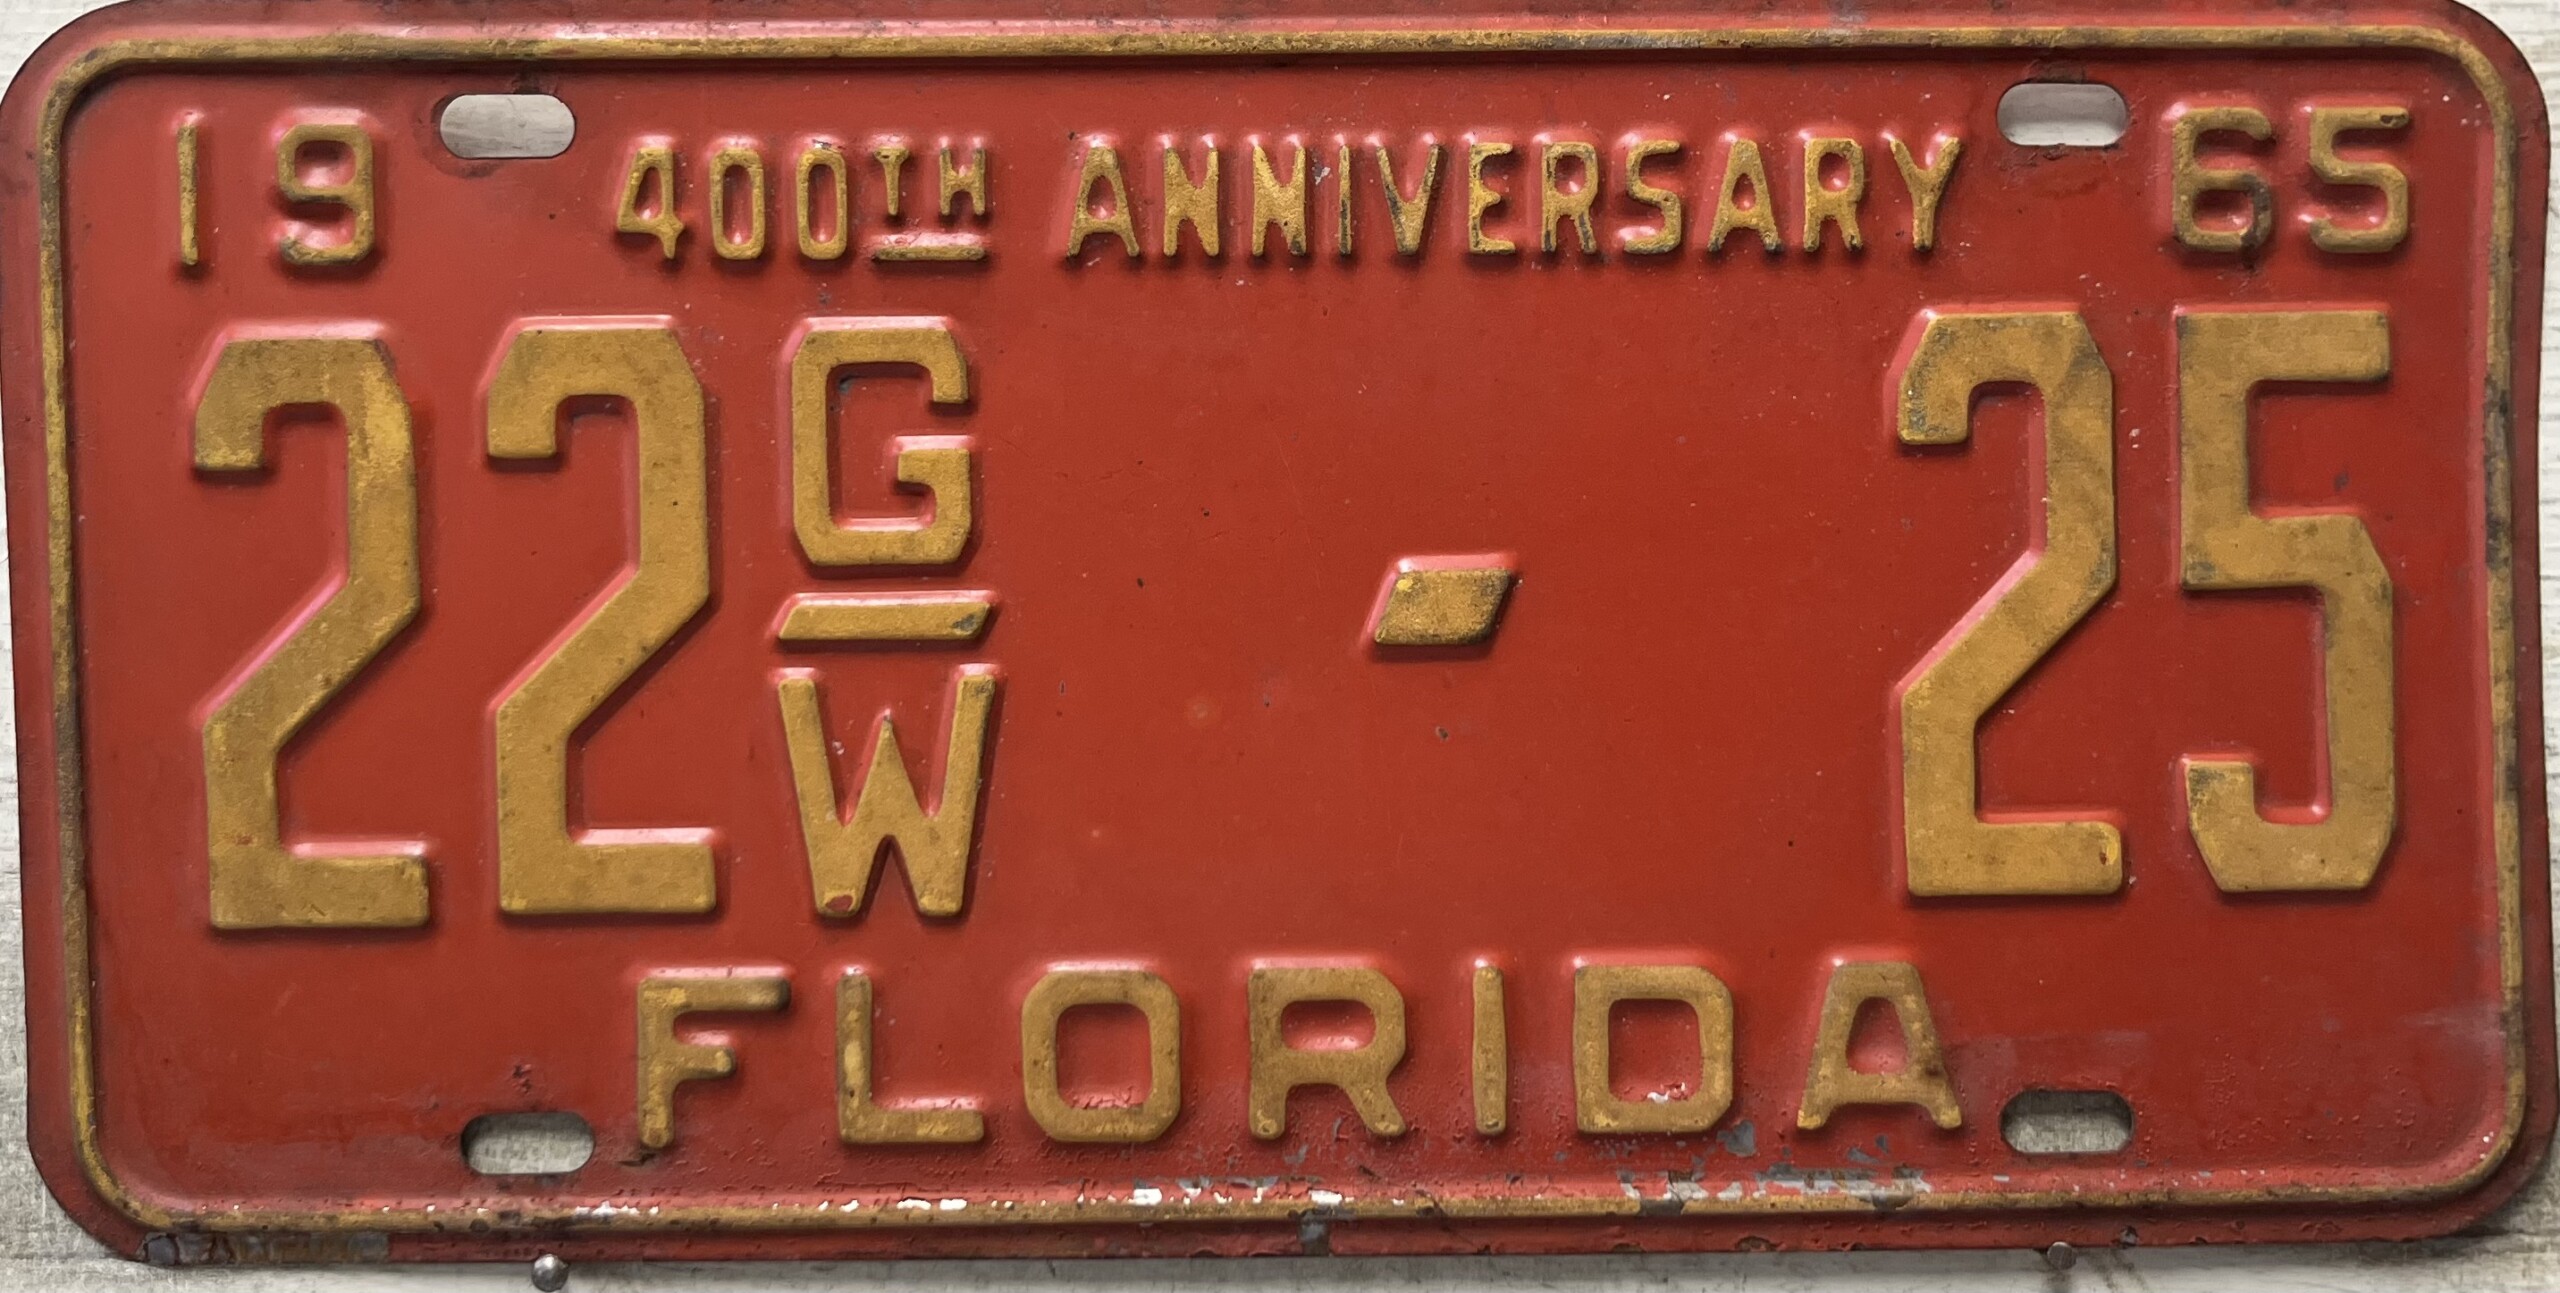 19 400TH ANNIVERSARY 65
22 G/W - 25
FLORIDA